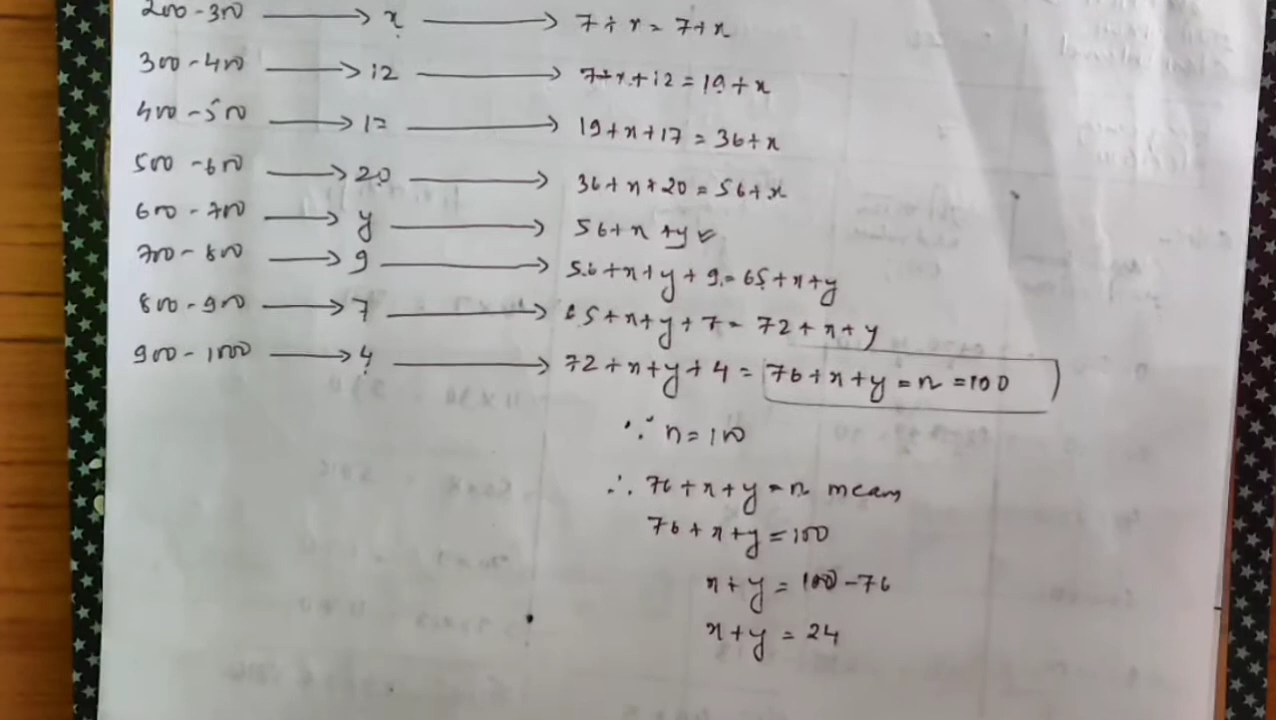 200-300 → x → 7+x = 7+x
300-400 → 12 → 7+x+12 = 19+x
400-500 → 17 → 19+x+17 = 36+x
500-600 → 20 → 36+x+20 = 56+x
600-700 → y → 56+x+y
700-800 → 9 → 56+x+y+9 = 65+x+y
800-900 → 7 → 65+x+y+7 = 72+x+y
900-1000 → 4 → 72+x+y+4 = 76+x+y = n = 100
∵ n = 100
∴ 76+x+y = n means
76+x+y = 100
x+y = 100-76
x+y = 24